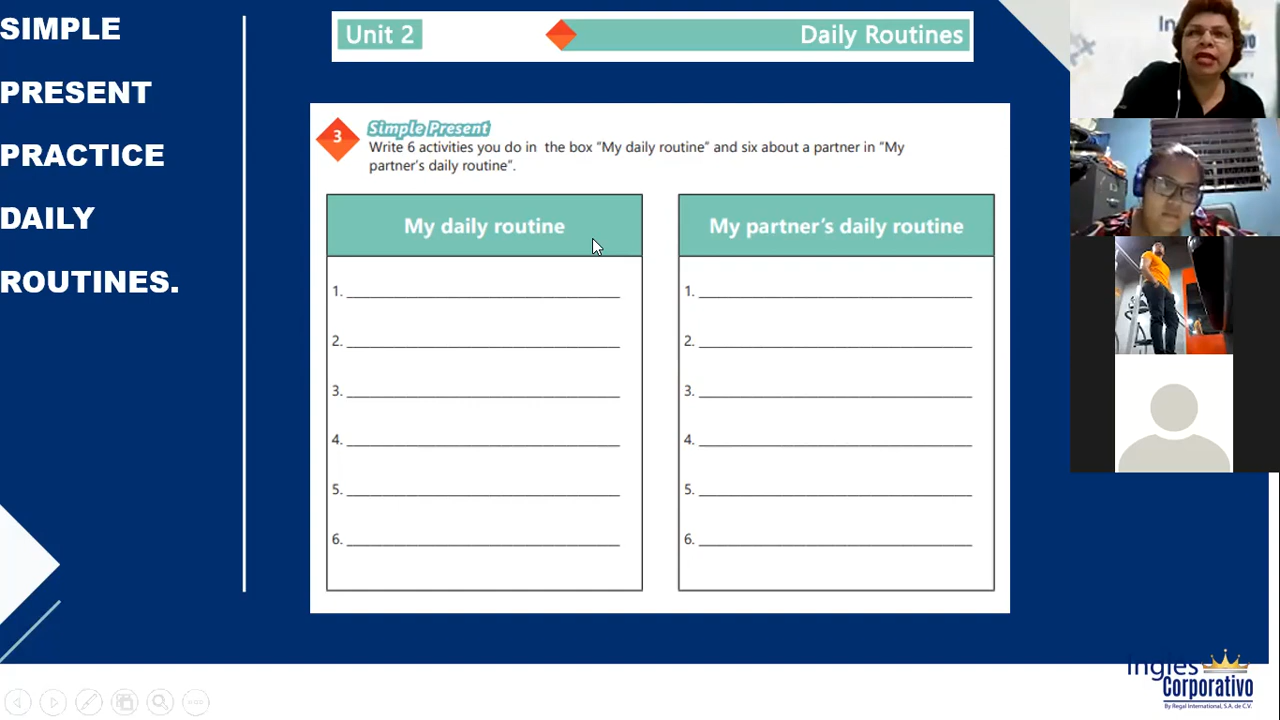 SIMPLE
PRESENT
PRACTICE
DAILY
ROUTINES.
Unit 2
Daily Routines
3
Simple Present
Write 6 activities you do in the box “My daily routine” and six about a partner in “My
partner’s daily routine”.
My daily routine
1.
2.
3.
4.
5.
6.
My partner’s daily routine
1.
2.
3.
4.
5.
6.
Ingles
Corporativo
By Regal International, S.A. de C.V.